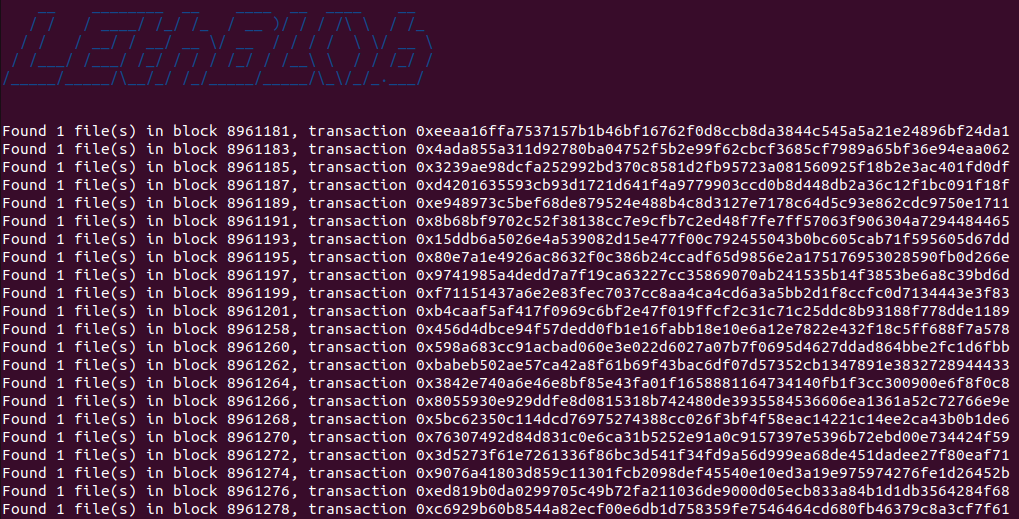 Found 1 file(s) in block 8961181, transaction 0xeeaa16ffa7537157b1b46bf16762f0d8ccb8da3844c545a5a21e24896bf24da1
Found 1 file(s) in block 8961183, transaction 0x4ada855a311d92780ba04752f5b2e99f62cbcf3685cf7989a65bf36e94eaa062
Found 1 file(s) in block 8961185, transaction 0x3239ae98dcfa252992bd370c8581d2fb95723a081560925f18b2e3ac401fd0df
Found 1 file(s) in block 8961187, transaction 0xd4201635593cb93d1721d641f4a9779903ccd0b8d448db2a36c12f1bc091f18f
Found 1 file(s) in block 8961189, transaction 0xe948973c5bef68de879524e488b4c8d3127e7178c64d5c93e862cdc9750e1711
Found 1 file(s) in block 8961191, transaction 0x8b68bf9702c52f38138cc7e9cfb7c2ed48f7fe7ff57063f906304a7294484465
Found 1 file(s) in block 8961193, transaction 0x15ddb6a5026e4a539082d15e477f00c792455043b0bc605cab71f595605d67dd
Found 1 file(s) in block 8961195, transaction 0x80e7a1e4926ac8632f0c386b24ccadf65d9856e2a175176953028590fb0d266e
Found 1 file(s) in block 8961197, transaction 0x9741985a4dedd7a7f19ca63227cc35869070ab241535b14f3853be6a8c39bd6d
Found 1 file(s) in block 8961199, transaction 0xf71151437a6e2e83fec7037cc8aa4ca4cd6a3a5bb2d1f8ccfc0d7134443e3f83
Found 1 file(s) in block 8961201, transaction 0xb4caaf5af417f0969c6bf2e47f019ffcf2c31c71c25ddc8b93188f778dde1189
Found 1 file(s) in block 8961258, transaction 0x456d4dbce94f57dedd0fb1e16fabb18e10e6a12e7822e432f18c5ff688f7a578
Found 1 file(s) in block 8961260, transaction 0x598a683cc91acbad060e3e022d6027a07b7f0695d4627ddad864bbe2fc1d6fbb
Found 1 file(s) in block 8961262, transaction 0xbabeb502ae57ca42a8f61b69f43bac6df07d57352cb1347891e3832728944433
Found 1 file(s) in block 8961264, transaction 0x3842e740a6e46e8bf85e43fa01f1658881164734140fb1f3cc300900e6f8f0c8
Found 1 file(s) in block 8961266, transaction 0x8055930e929ddfe8d0815318b742480de3935584536606ea1361a52c72766e9e
Found 1 file(s) in block 8961268, transaction 0x5bc62350c114dcd76975274388cc026f3bf4f58eac14221c14ee2ca43b0b1de6
Found 1 file(s) in block 8961270, transaction 0x76307492d84d831c0e6ca31b5252e91a0c9157397e5396b72ebd00e734424f59
Found 1 file(s) in block 8961272, transaction 0x3d5273f61e7261336f86bc3d541f34fd9a56d999ea68de451dadee27f80eaf71
Found 1 file(s) in block 8961274, transaction 0x9076a41803d859c11301fcb2098def45540e10ed3a19e975974276fe1d26452b
Found 1 file(s) in block 8961276, transaction 0xed819b0da0299705c49b72fa211036de9000d05ecb833a84b1d1db3564284f68
Found 1 file(s) in block 8961278, transaction 0xc6929b60b8544a82ecf00e6db1d758359fe7546464cd680fb46379c8a3cf7f61